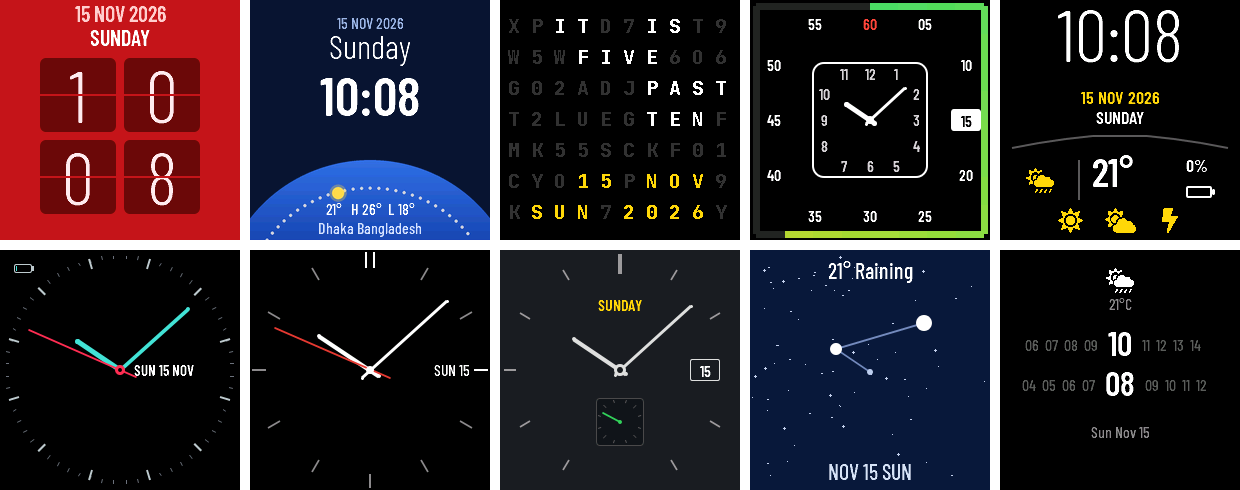 15 NOV 2026
SUNDAY
1 0
0 8
15 NOV 2026
Sunday
10:08
21° H 26° L 18°
Dhaka Bangladesh
X P I T D 7 I S T 9
W 5 W F I V E 6 0 6
G 0 2 A D J P A S T
T 2 L U E G T E N F
M K 5 5 S C K F 0 1
C Y O 1 5 P N O V 9
K S U N 7 2 0 2 6 Y
55 60 05
50 10
45 15
40 20
35 30 25
11 12 1
10 2
9 3
8 4
7 6 5
10:08
15 NOV 2026
SUNDAY
21°
0%
SUN 15 NOV
SUN 15
SUNDAY
15
21° Raining
NOV 15 SUN
21°C
06 07 08 09 10 11 12 13 14
04 05 06 07 08 09 10 11 12
Sun Nov 15